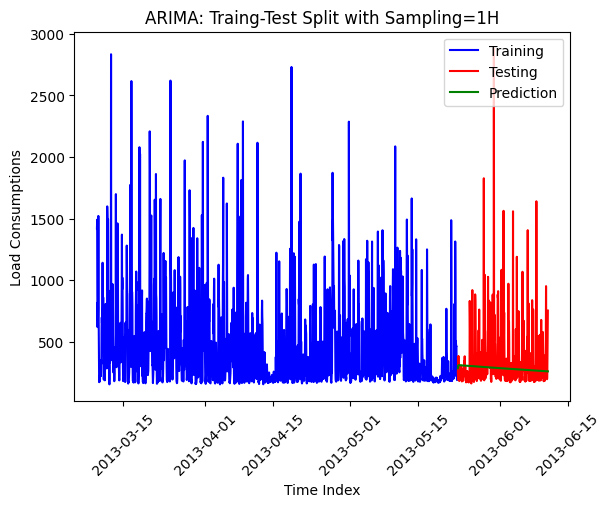 ARIMA: Traing-Test Split with Sampling=1H
Training
Testing
Prediction
Load Consumptions
3000
2500
2000
1500
1000
500
2013-03-15
2013-04-01
2013-04-15
2013-05-01
2013-05-15
2013-06-01
2013-06-15
Time Index